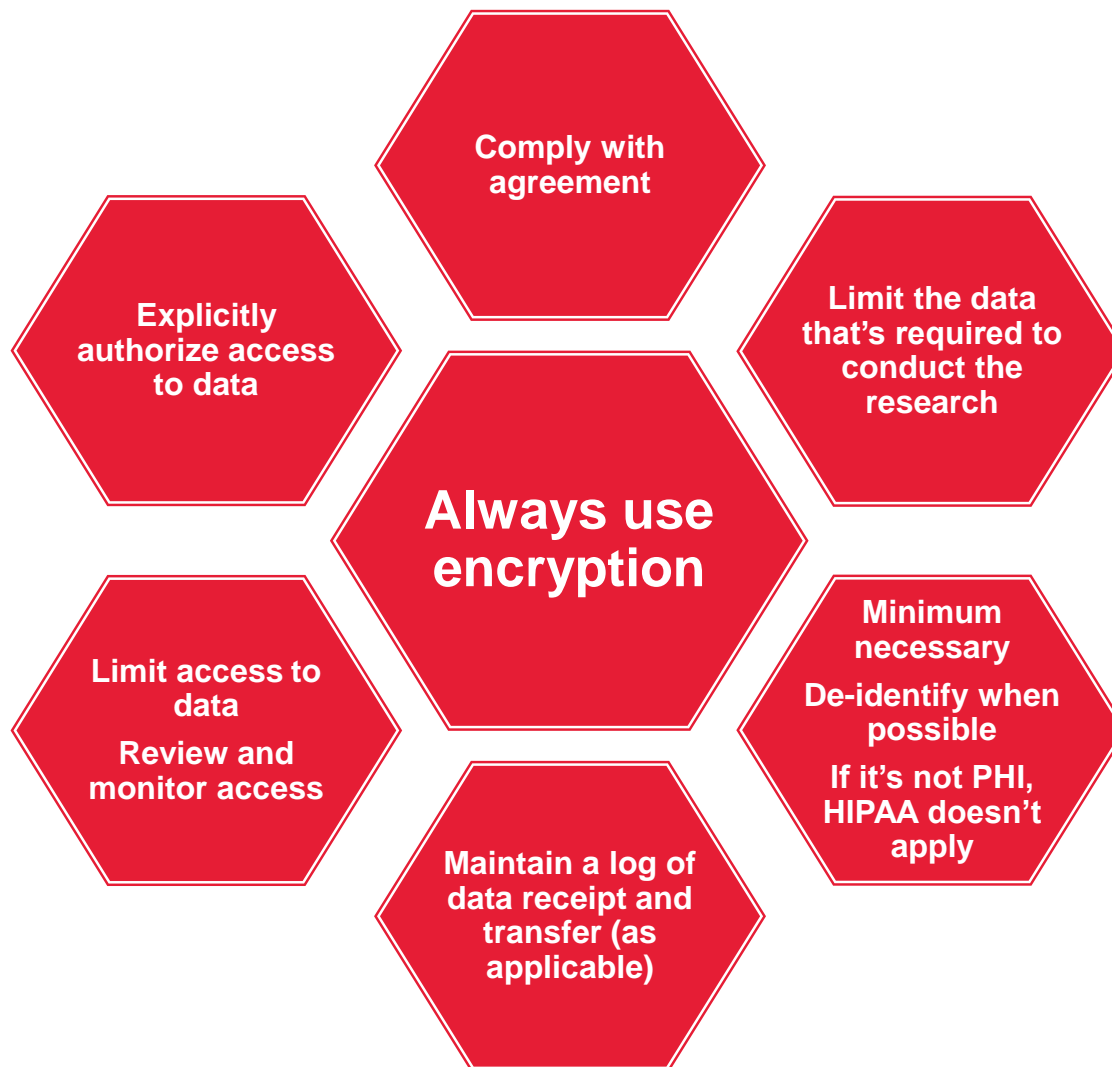 Comply with
agreement
Explicitly
authorize access
to data
Limit the data
that's required to
conduct the
research
Always use
encryption
Limit access to
data
Review and
monitor access
Minimum
necessary
De-identify when
possible
If it’s not PHI,
HIPAA doesn’t
apply
Maintain a log of
data receipt and
transfer (as
applicable)